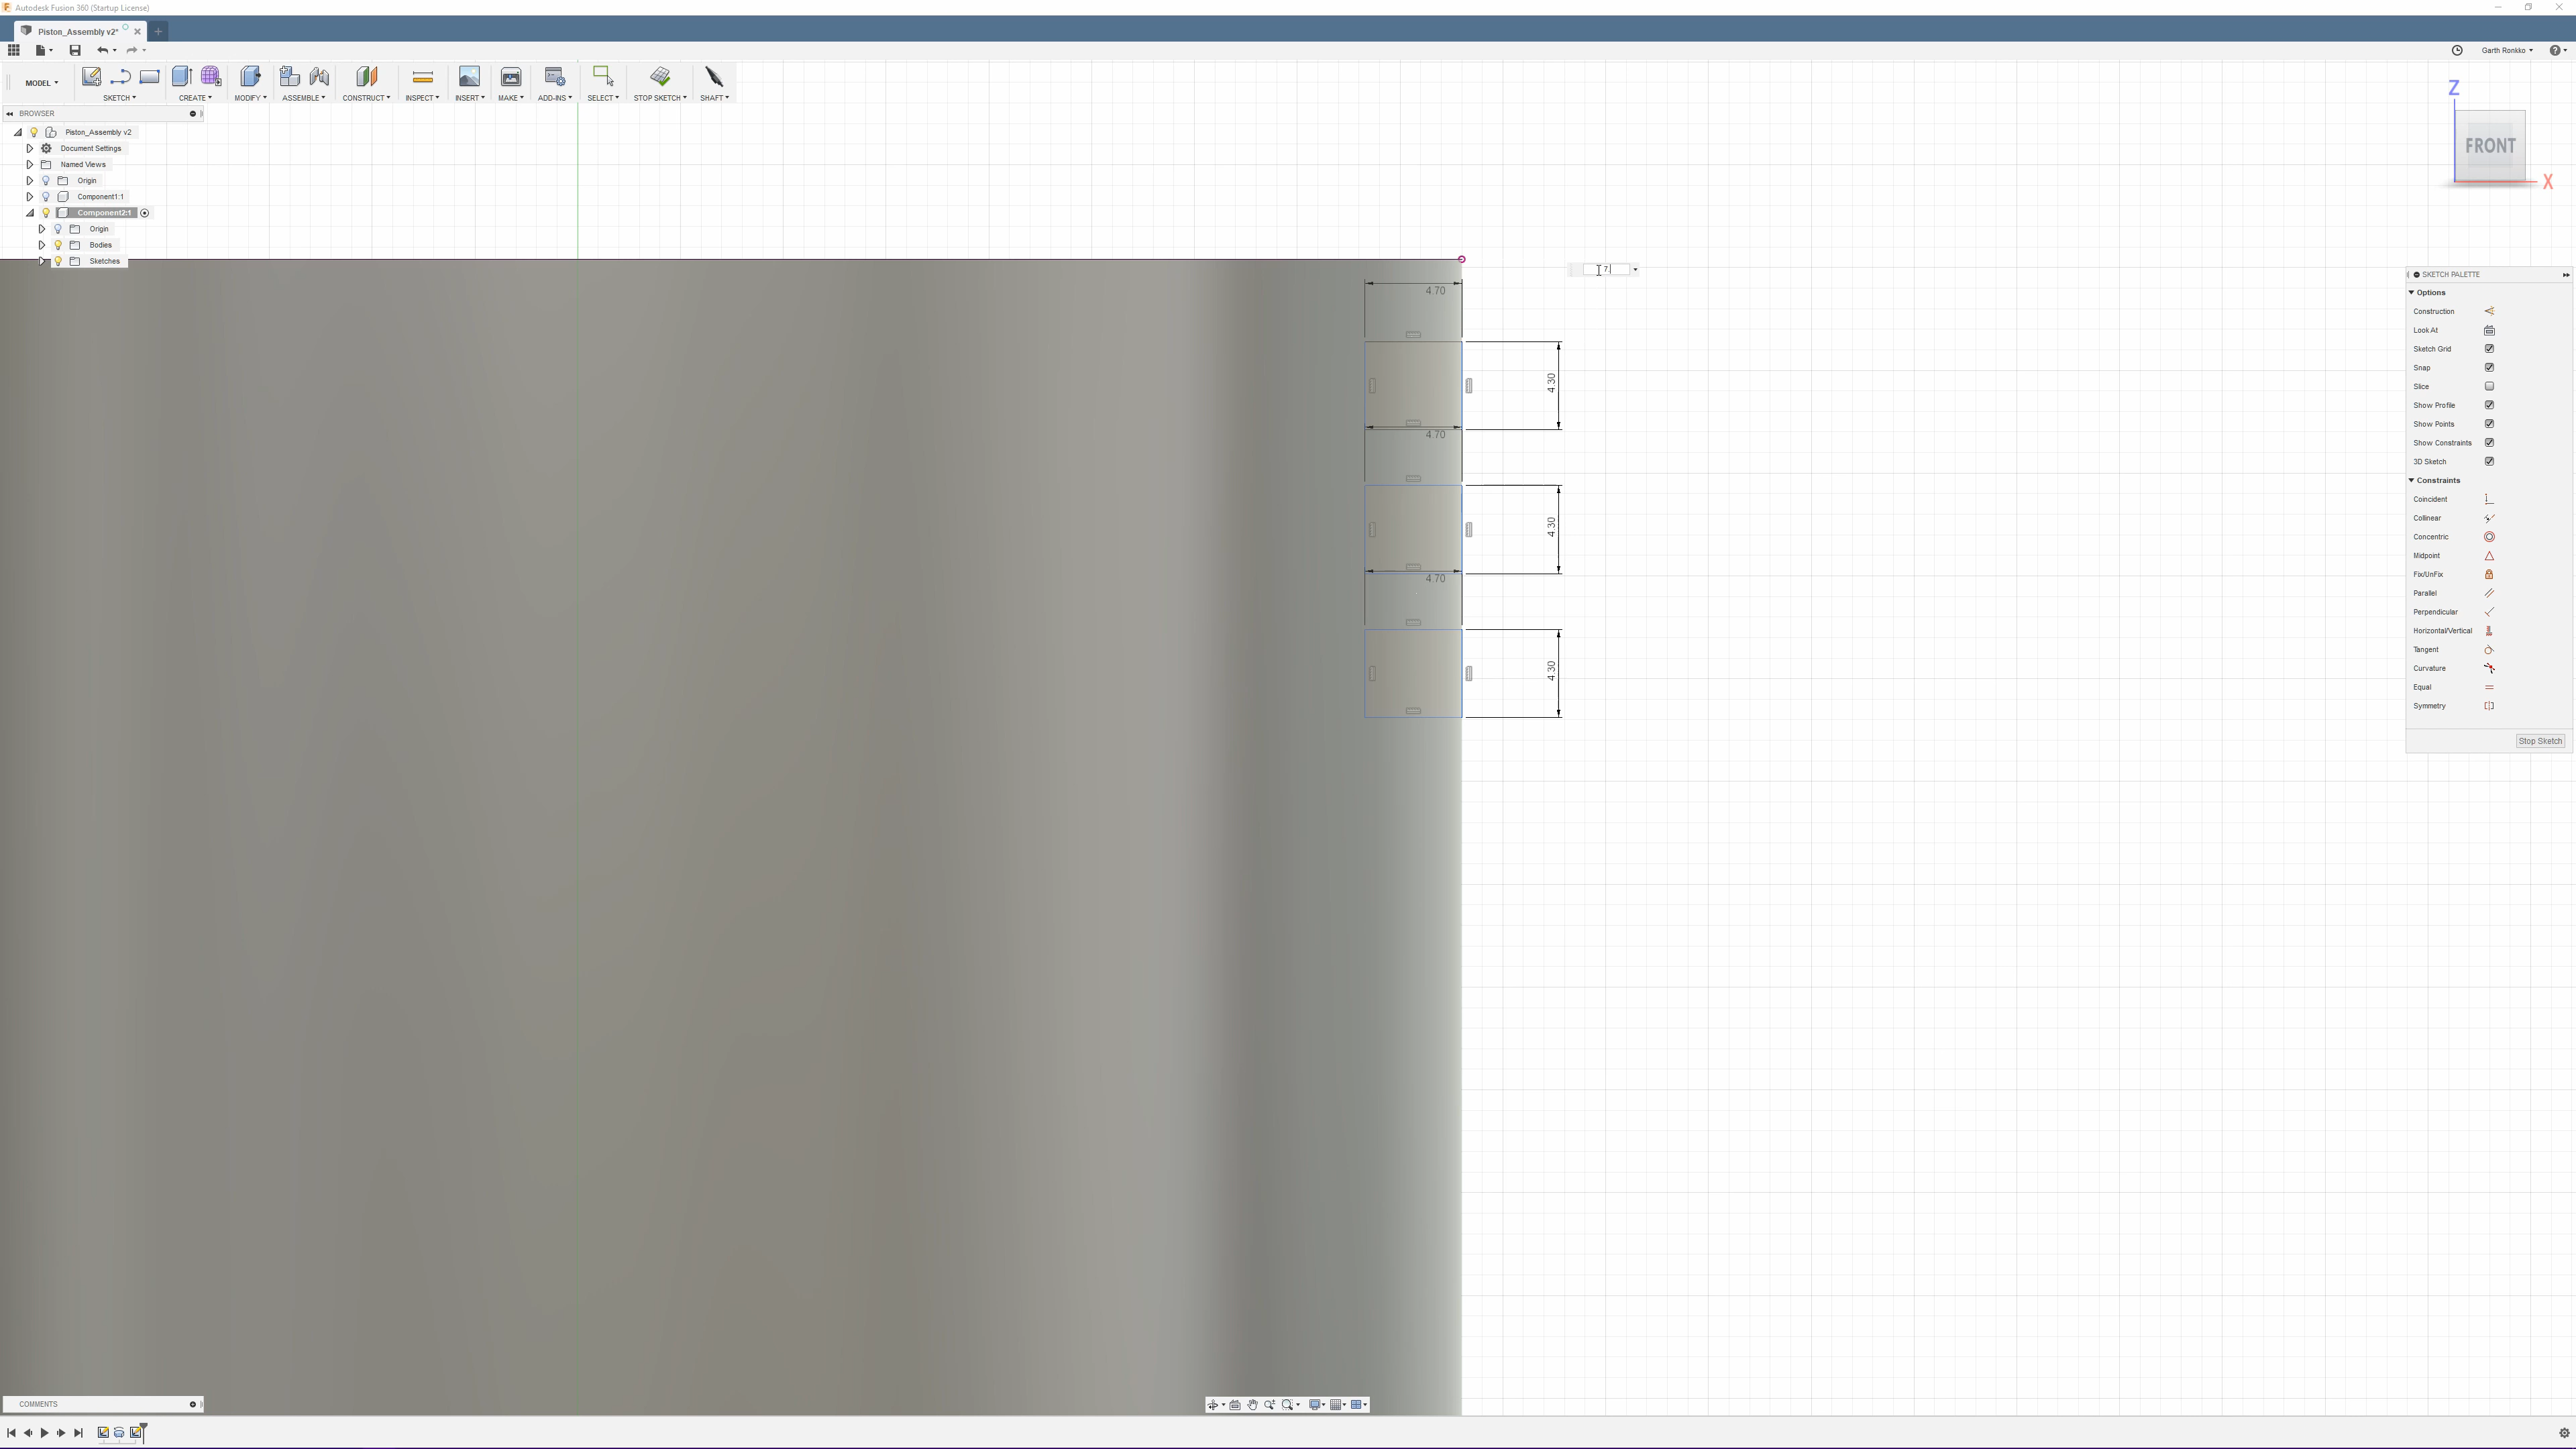 Autodesk Fusion 360 (Startup License)
Piston_Assembly v2*
Garth Ronkko
MODEL
SKETCH
CREATE
MODIFY
ASSEMBLE
CONSTRUCT
INSPECT
INSERT
MAKE
ADD-INS
SELECT
STOP SKETCH
SHAFT
BROWSER
Piston_Assembly v2
Document Settings
Named Views
Origin
Component1:1
Component2:1
Origin
Bodies
Sketches
Z
FRONT
X
7.
4.70
4.30
4.70
4.30
4.70
4.30
SKETCH PALETTE
Options
Construction
Look At
Sketch Grid
Snap
Slice
Show Profile
Show Points
Show Constraints
3D Sketch
Constraints
Coincident
Collinear
Concentric
Midpoint
Fix/UnFix
Parallel
Perpendicular
Horizontal/Vertical
Tangent
Curvature
Equal
Symmetry
Stop Sketch
COMMENTS